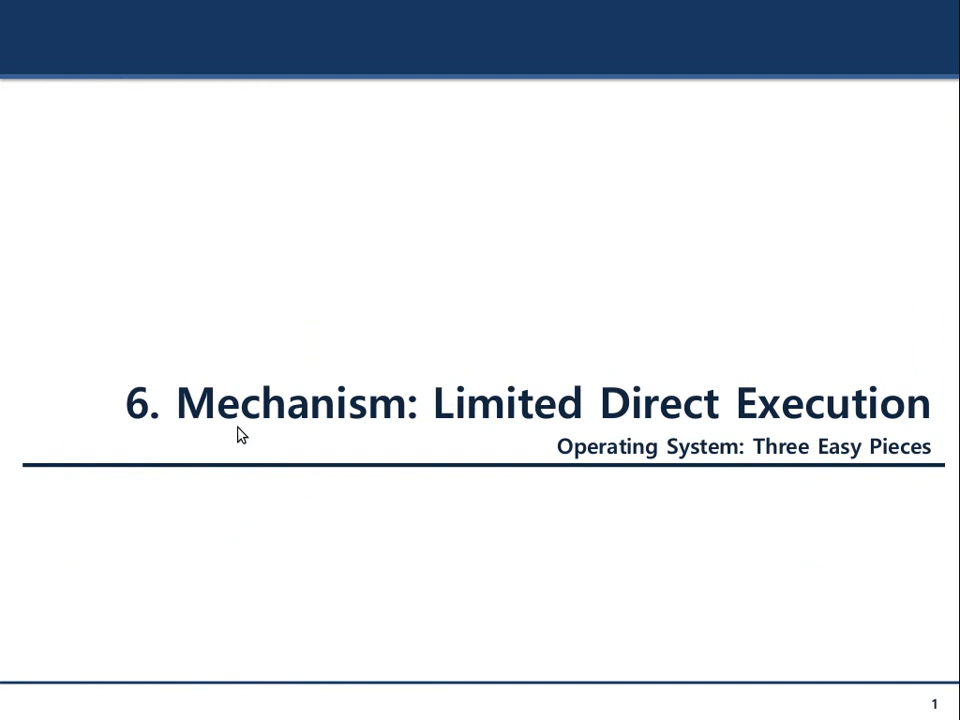 6. Mechanism: Limited Direct Execution
Operating System: Three Easy Pieces
1